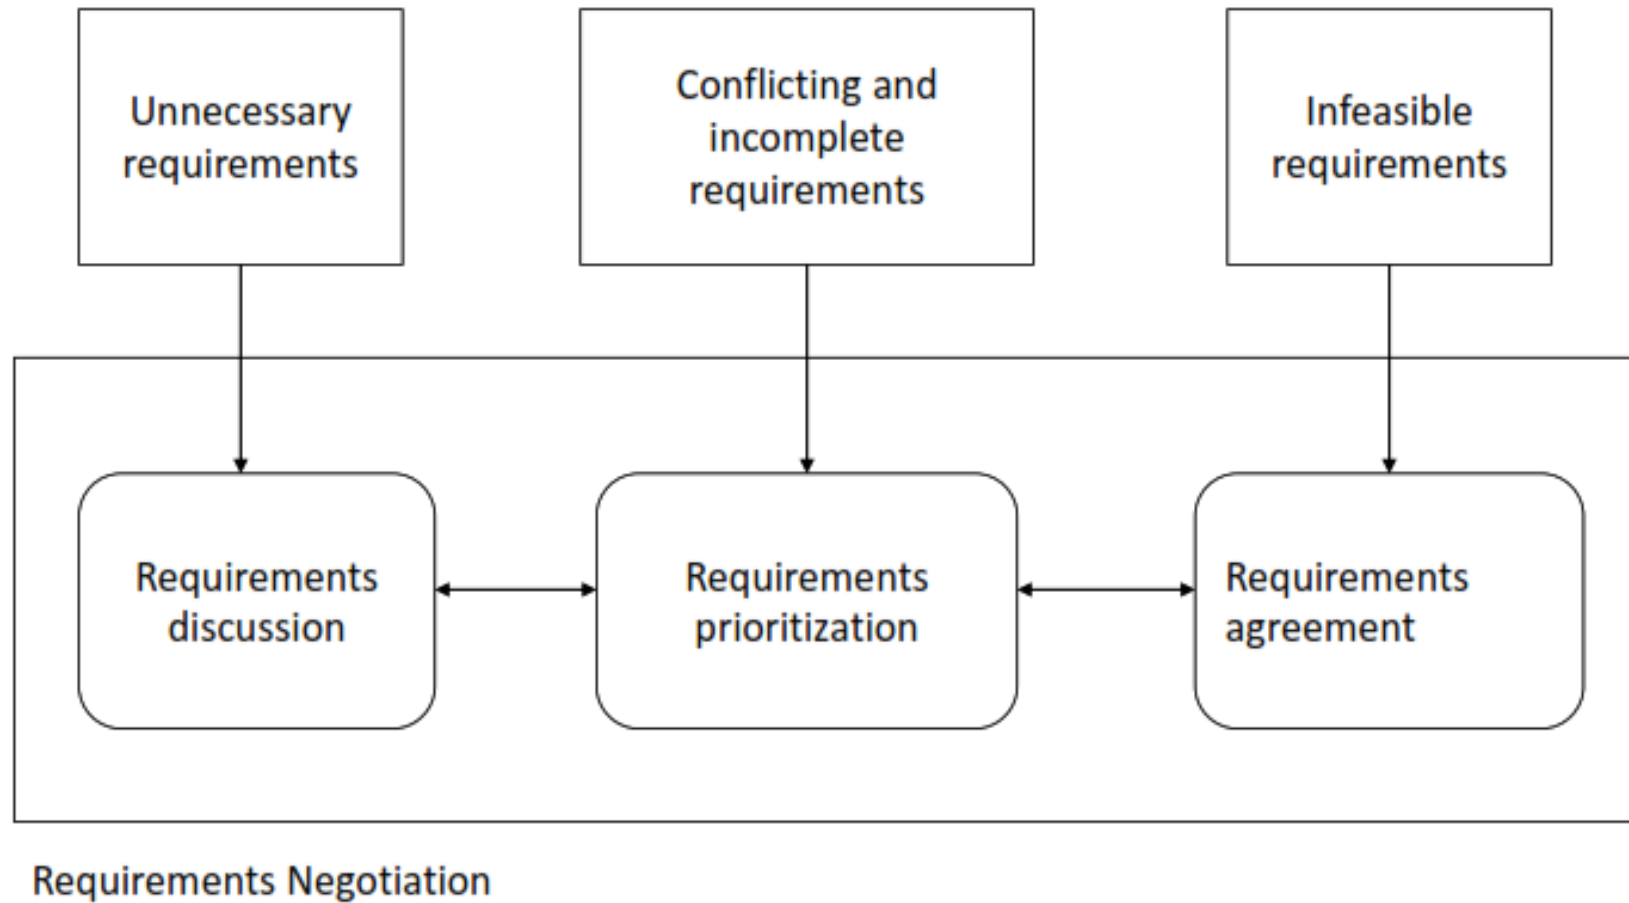 Unnecessary
requirements
Conflicting and
incomplete
requirements
Infeasible
requirements
Requirements
discussion
Requirements
prioritization
Requirements
agreement
Requirements Negotiation